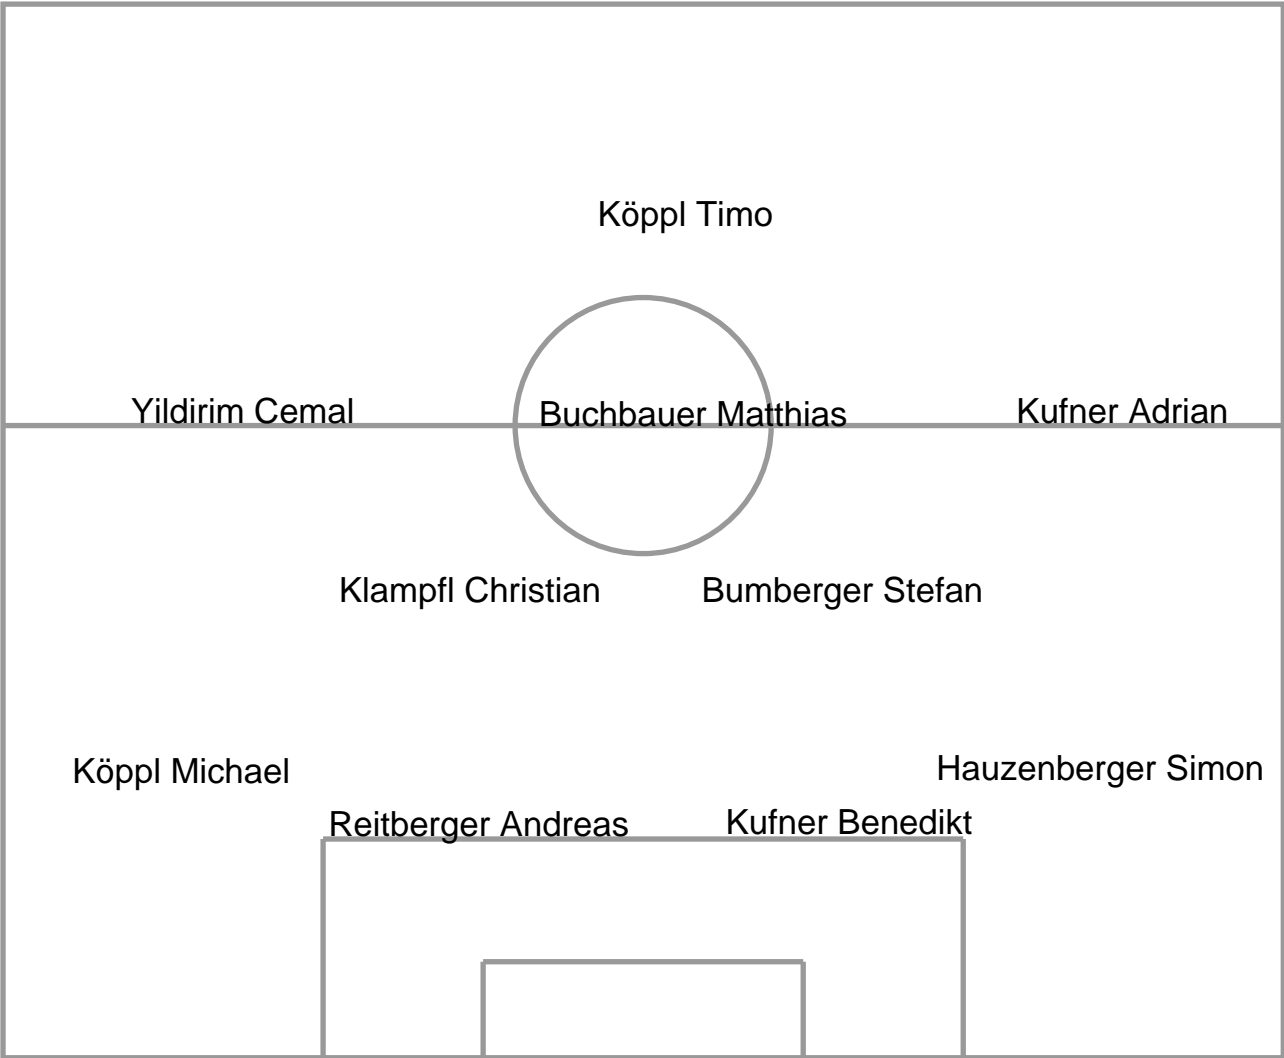 Köppl Timo
Yildirim Cemal
Buchbauer Matthias
Kufner Adrian
Klampfl Christian
Bumberger Stefan
Köppl Michael
Hauzenberger Simon
Reitberger Andreas
Kufner Benedikt